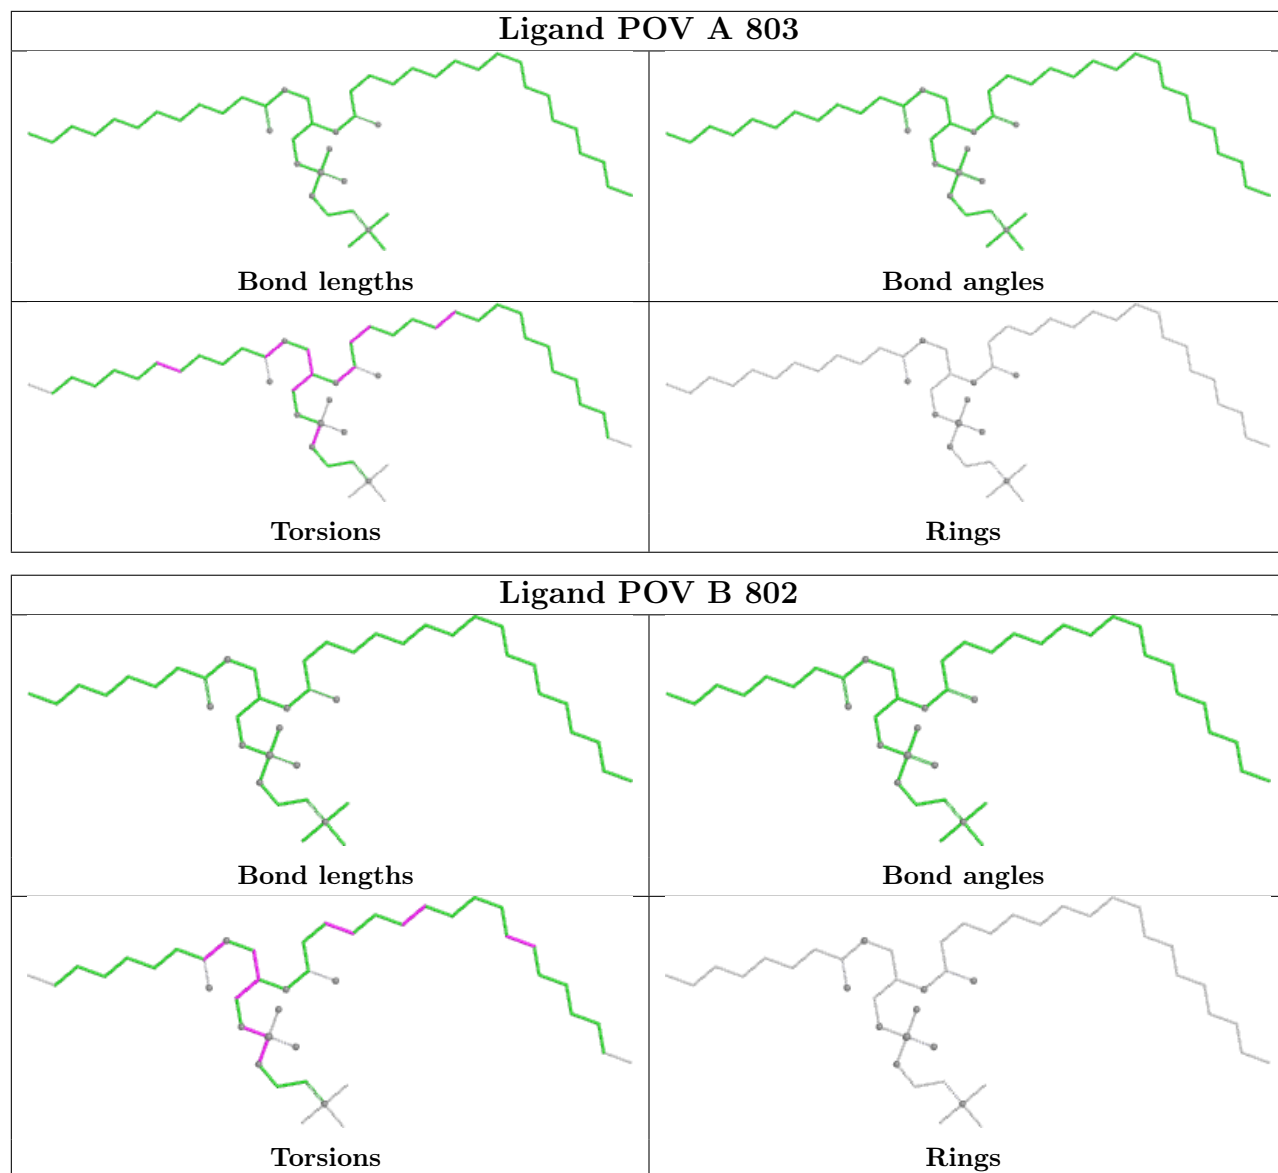 Ligand POV A 803
Bond lengths
Bond angles
Torsions
Rings
Ligand POV B 802
Bond lengths
Bond angles
Torsions
Rings